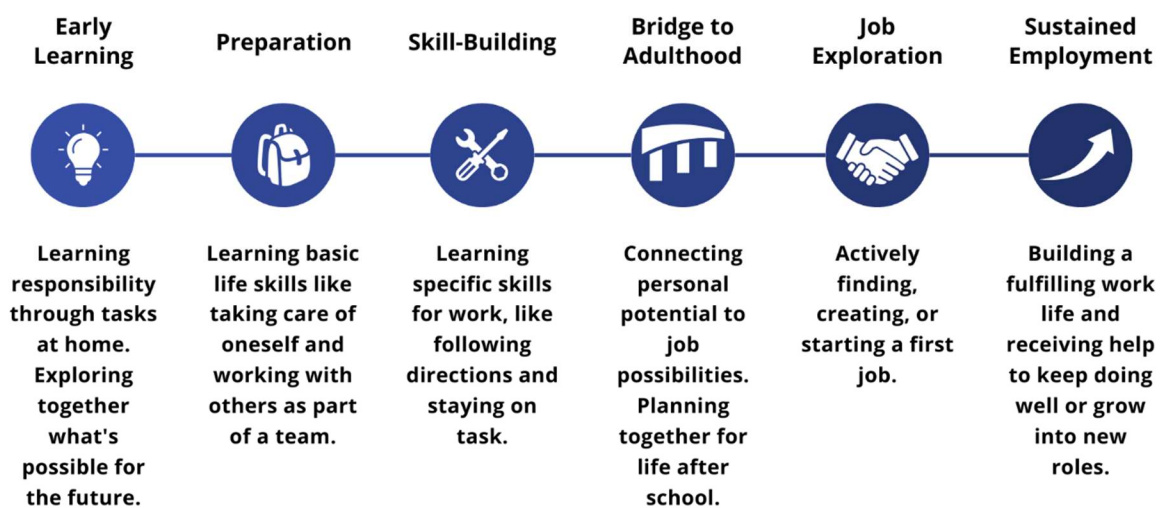 Early
Learning
Preparation
Skill-Building
Bridge to
Adulthood
Job
Exploration
Sustained
Employment
Learning
responsibility
through tasks
at home.
Exploring
together
what's
possible for
the future.
Learning basic
life skills like
taking care of
oneself and
working with
others as part
of a team.
Learning
specific skills
for work, like
following
directions and
staying on
task.
Connecting
personal
potential to
job
possibilities.
Planning
together for
life after
school.
Actively
finding,
creating, or
starting a first
job.
Building a
fulfilling work
life and
receiving help
to keep doing
well or grow
into new
roles.